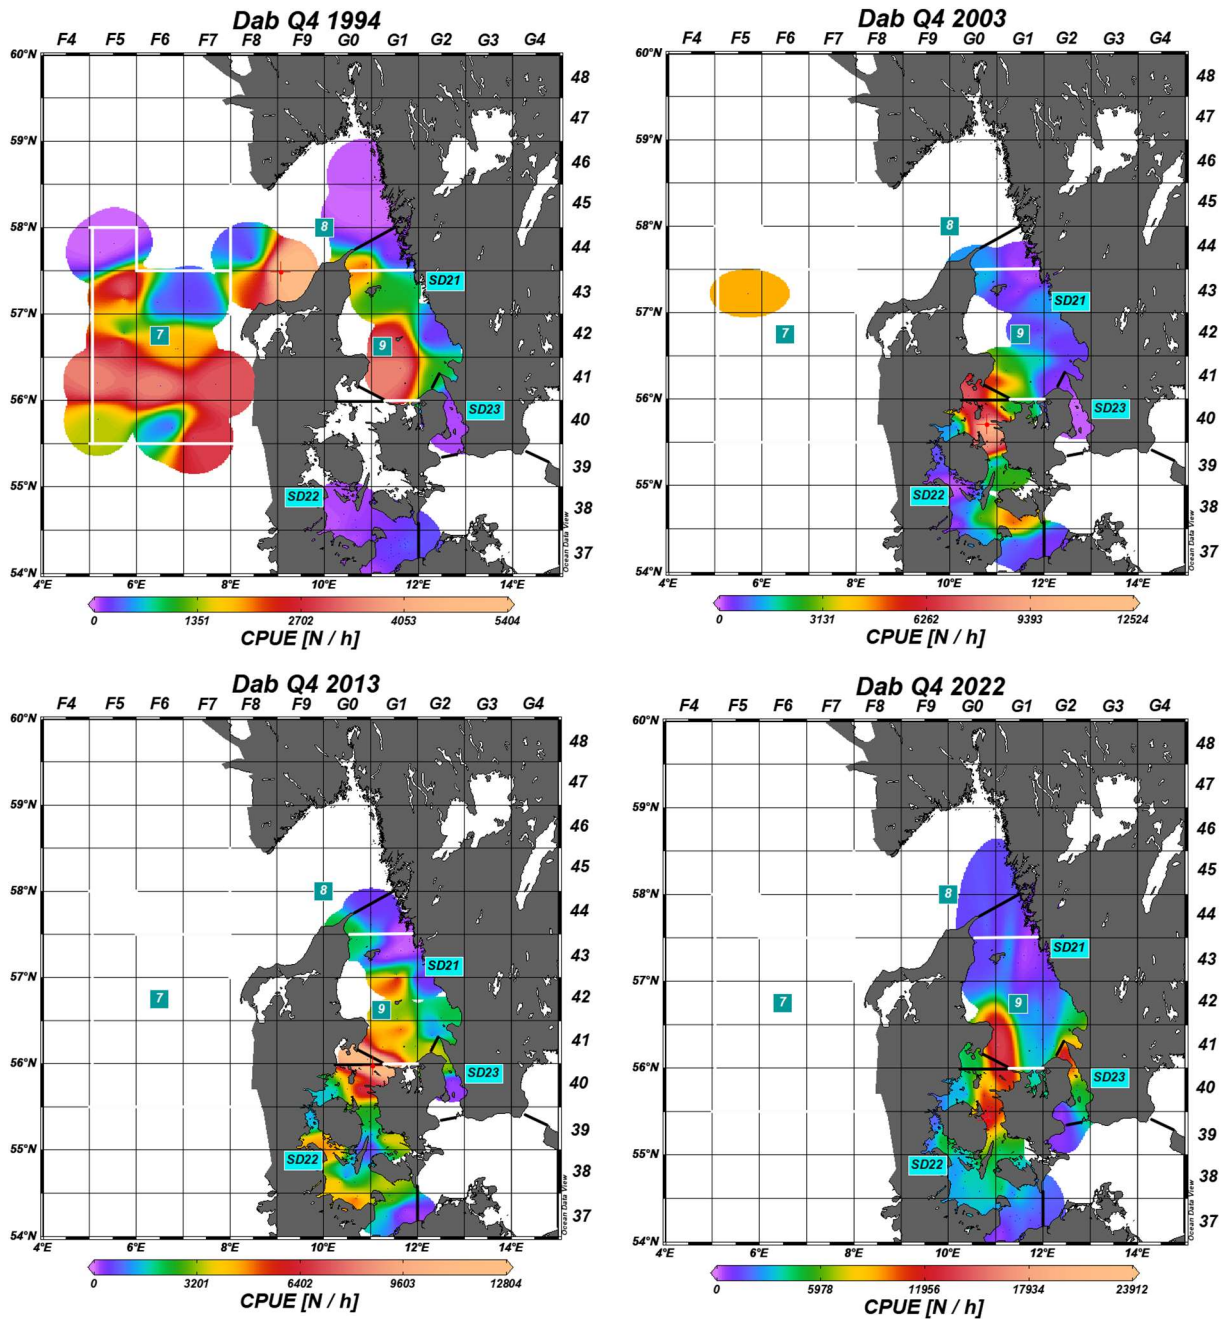 Dab Q4 1994
F4 F5 F6 F7 F8 F9 G0 G1 G2 G3 G4
60°N
48
47
59°N
46
45
58°N
8
44
SD21
43
57°N
7
9
42
41
56°N
SD23
40
39
55°N
SD22
38
37
54°N
4°E 6°E 8°E 10°E 12°E 14°E
Ocean Data View
0 1351 2702 4053 5404
CPUE [N / h]
Dab Q4 2003
F4 F5 F6 F7 F8 F9 G0 G1 G2 G3 G4
60°N
48
47
59°N
46
45
58°N
8
44
SD21
43
57°N
7
9
42
41
56°N
SD23
40
39
55°N
SD22
38
37
54°N
4°E 6°E 8°E 10°E 12°E 14°E
Ocean Data View
0 3131 6262 9393 12524
CPUE [N / h]
Dab Q4 2013
F4 F5 F6 F7 F8 F9 G0 G1 G2 G3 G4
60°N
48
47
59°N
46
45
58°N
8
44
SD21
43
57°N
7
9
42
41
56°N
SD23
40
39
55°N
SD22
38
37
54°N
4°E 6°E 8°E 10°E 12°E 14°E
Ocean Data View
0 3201 6402 9603 12804
CPUE [N / h]
Dab Q4 2022
F4 F5 F6 F7 F8 F9 G0 G1 G2 G3 G4
60°N
48
47
59°N
46
45
58°N
8
44
SD21
43
57°N
7
9
42
41
56°N
SD23
40
39
55°N
SD22
38
37
54°N
4°E 6°E 8°E 10°E 12°E 14°E
Ocean Data View
0 5978 11956 17934 23912
CPUE [N / h]